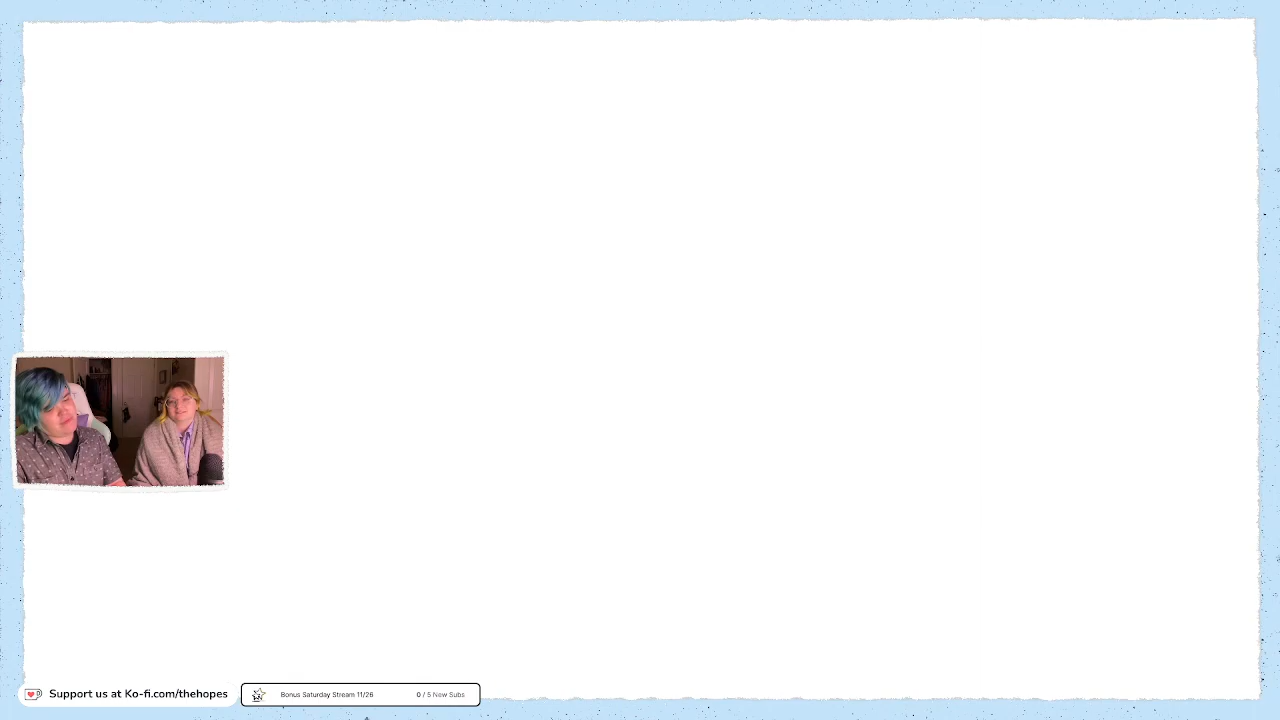 Support us at Ko-fi.com/thehopes
Bonus Saturday Stream 11/26 0 / 5 New Subs